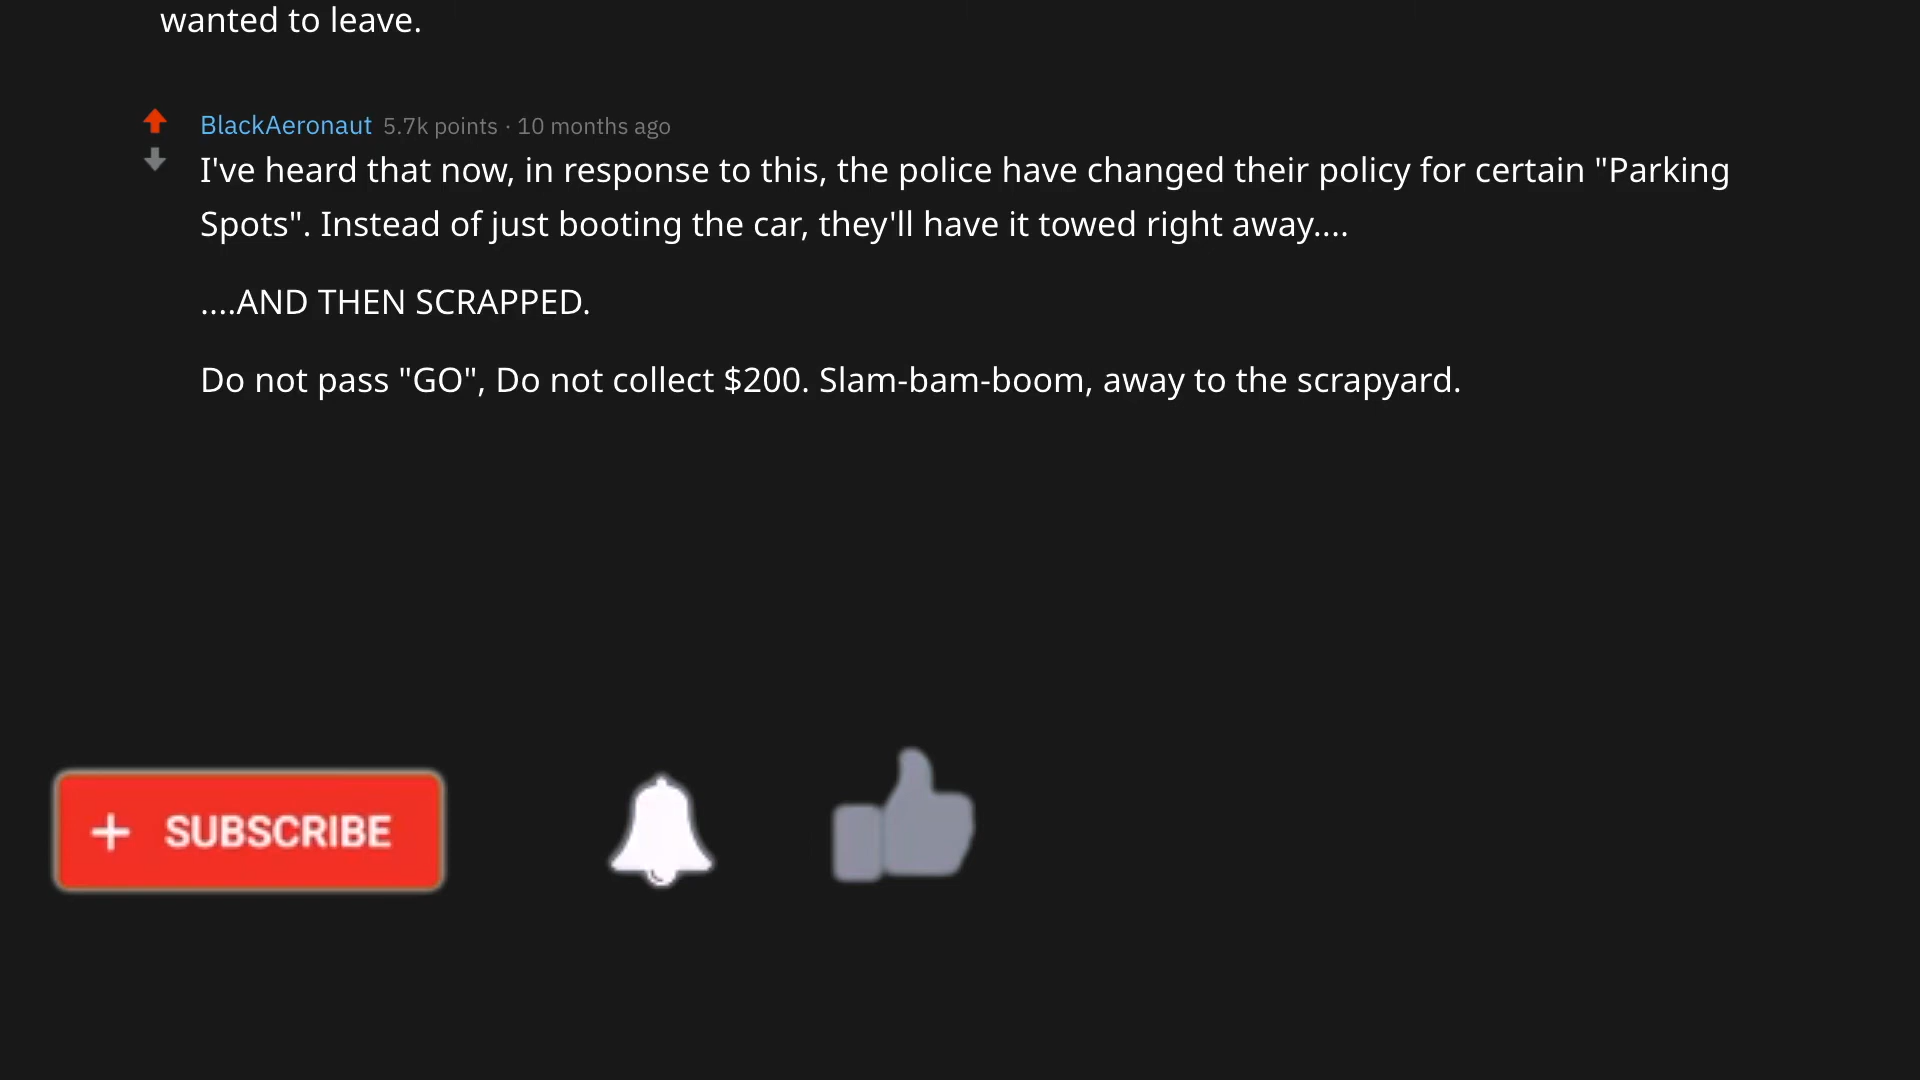 wanted to leave.
BlackAeronaut 5.7k points · 10 months ago
I've heard that now, in response to this, the police have changed their policy for certain "Parking
Spots". Instead of just booting the car, they'll have it towed right away....
....AND THEN SCRAPPED.
Do not pass "GO", Do not collect $200. Slam-bam-boom, away to the scrapyard.
+ SUBSCRIBE